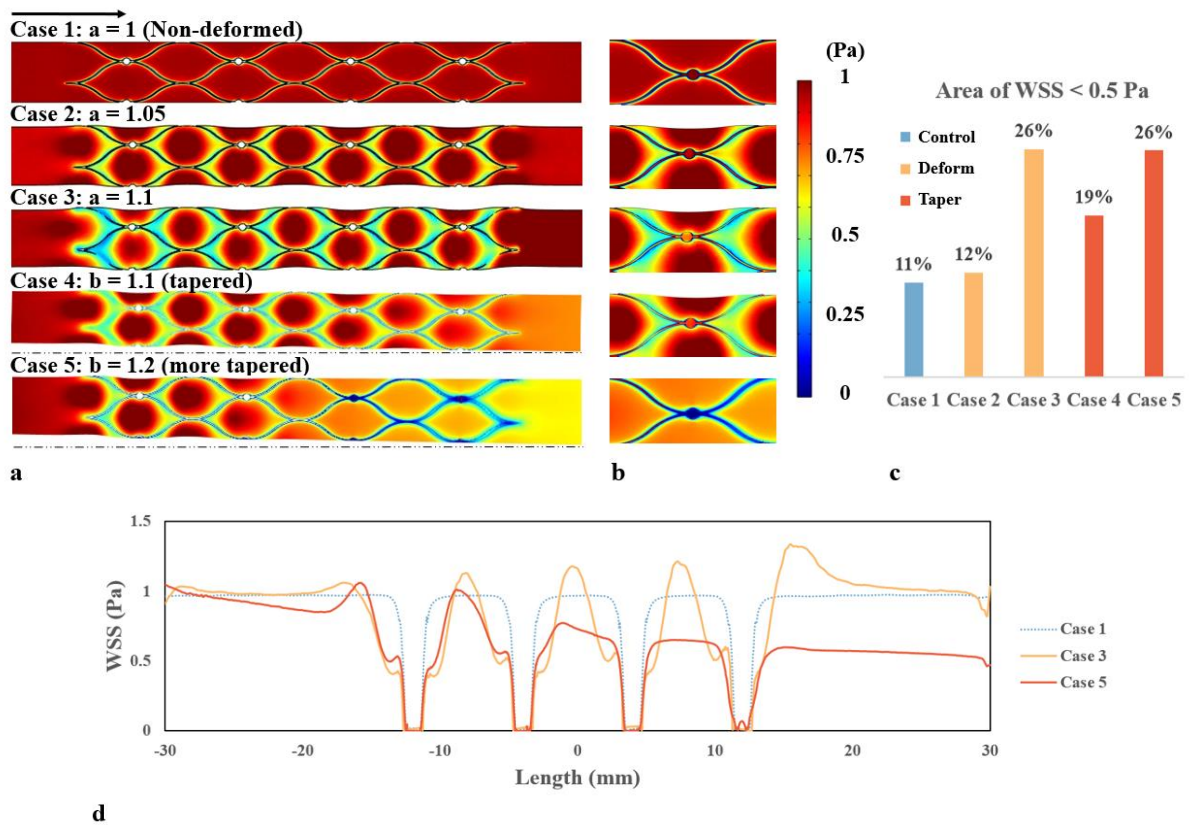 Case 1: a = 1 (Non-deformed)
Case 2: a = 1.05
Case 3: a = 1.1
Case 4: b = 1.1 (tapered)
Case 5: b = 1.2 (more tapered)
a
b
(Pa)
1
0.75
0.5
0.25
0
Area of WSS < 0.5 Pa
Control
Deform
Taper
11%
12%
26%
19%
26%
Case 1 Case 2 Case 3 Case 4 Case 5
c
WSS (Pa)
1.5
1
0.5
0
-30 -20 -10 0 10 20 30
Length (mm)
Case 1
Case 3
Case 5
d